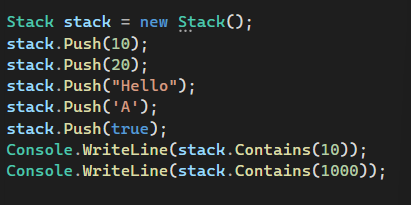 Stack stack = new Stack();
stack.Push(10);
stack.Push(20);
stack.Push("Hello");
stack.Push('A');
stack.Push(true);
Console.WriteLine(stack.Contains(10));
Console.WriteLine(stack.Contains(1000));